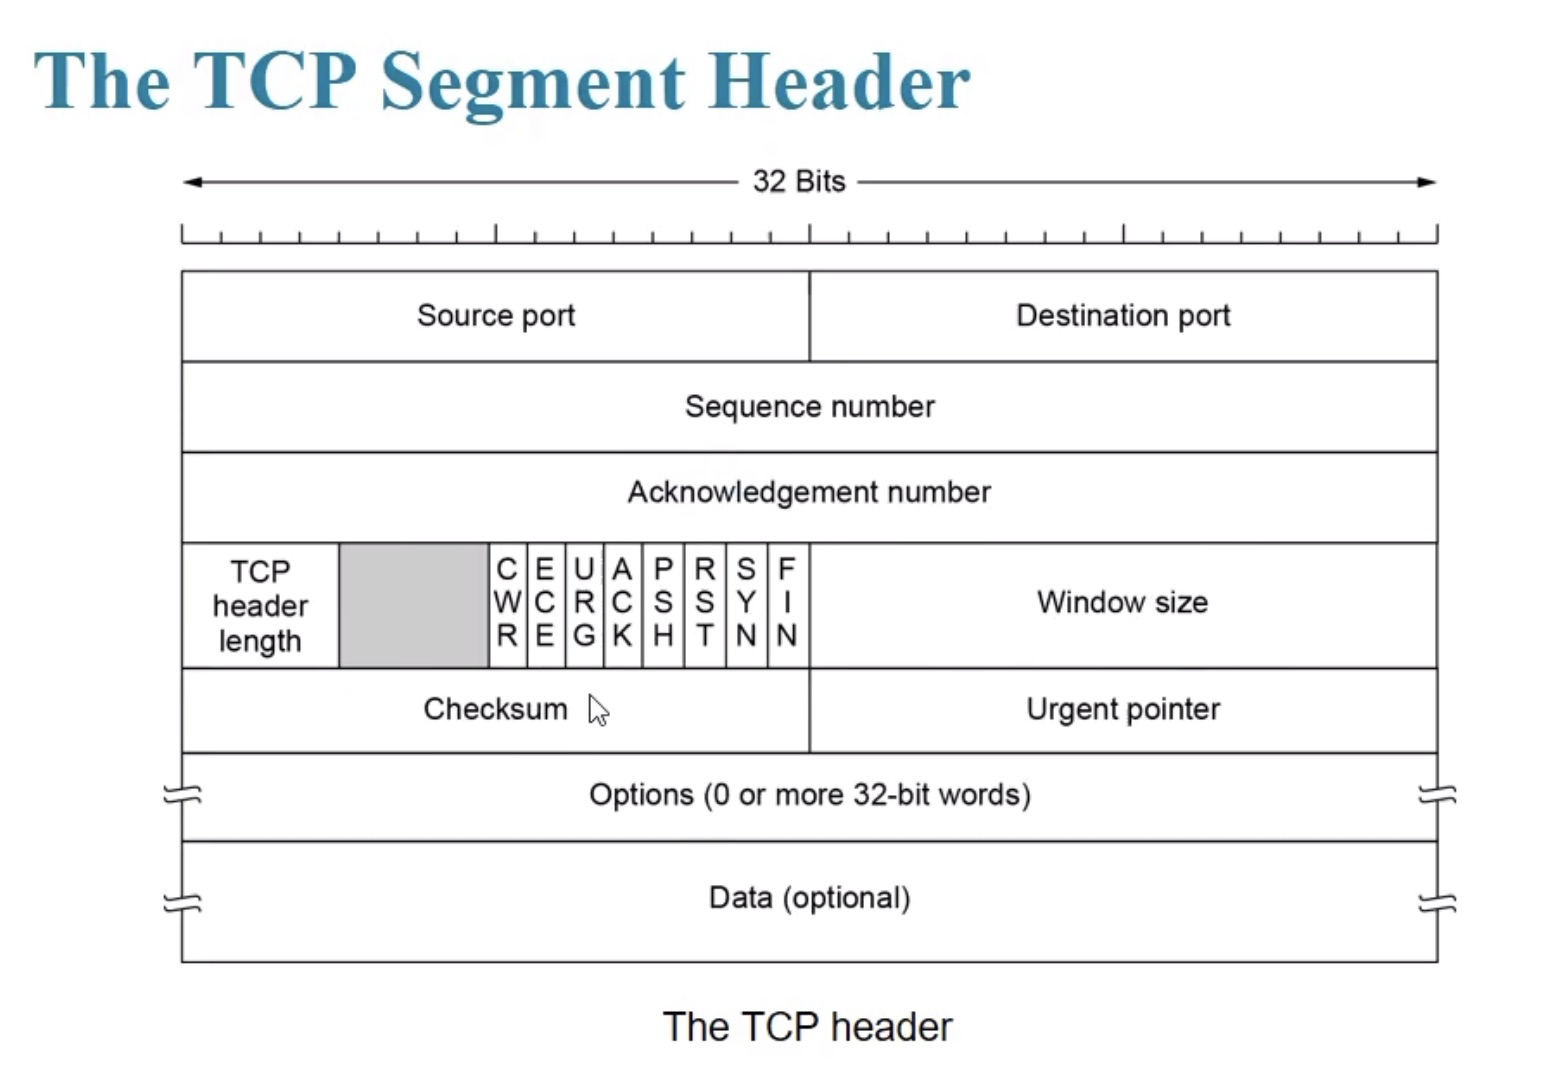 The TCP Segment Header
32 Bits
Source port
Destination port
Sequence number
Acknowledgement number
TCP
header
length
CWR
ECE
URG
ACK
PSH
RST
SYN
FIN
Window size
Checksum
Urgent pointer
Options (0 or more 32-bit words)
Data (optional)
The TCP header